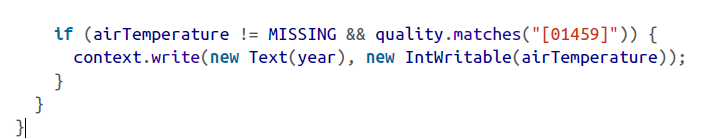 if (airTemperature != MISSING && quality.matches("[01459]")) {
context.write(new Text(year), new IntWritable(airTemperature));
}
}
}